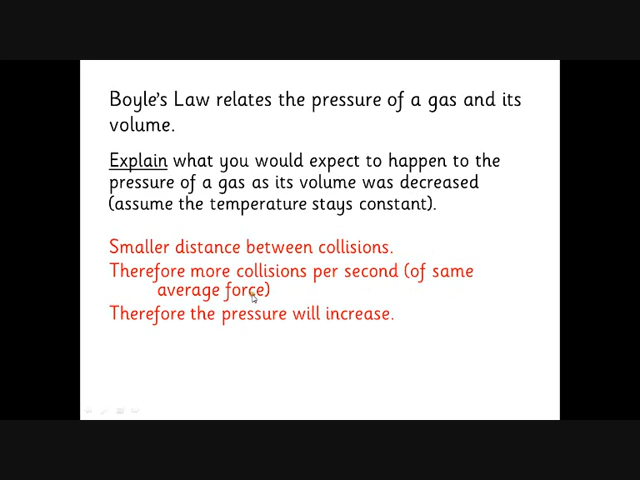 Boyle's Law relates the pressure of a gas and its
volume.
Explain what you would expect to happen to the
pressure of a gas as its volume was decreased
(assume the temperature stays constant).
Smaller distance between collisions.
Therefore more collisions per second (of same
average force)
Therefore the pressure will increase.